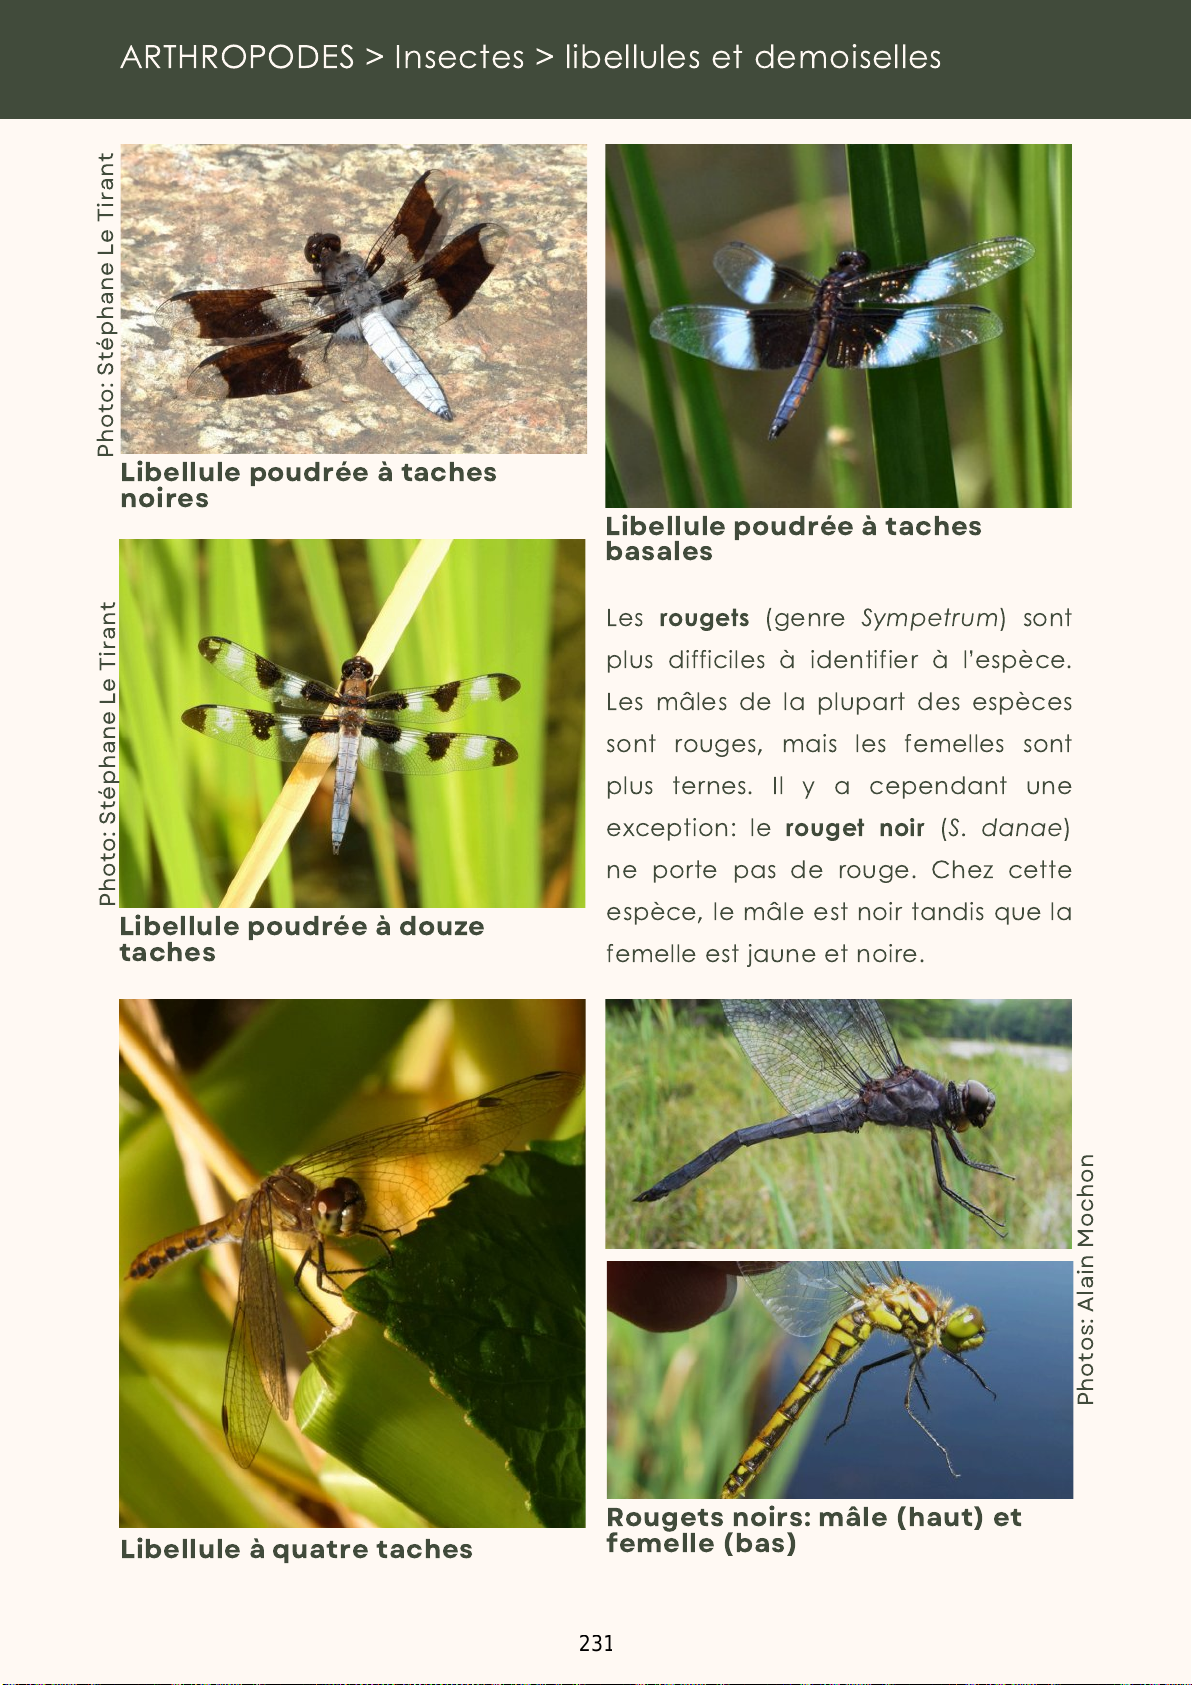 ARTHROPODES > Insectes > libellules et demoiselles
Photo: Stéphane Le Tirant
Libellule poudrée à taches
noires
Libellule poudrée à taches
basales
Photo: Stéphane Le Tirant
Libellule poudrée à douze
taches
Les rougets (genre Sympetrum) sont
plus difficiles à identifier à l'espèce.
Les mâles de la plupart des espèces
sont rouges, mais les femelles sont
plus ternes. Il y a cependant une
exception: le rouget noir (S. danae)
ne porte pas de rouge. Chez cette
espèce, le mâle est noir tandis que la
femelle est jaune et noire.
Libellule à quatre taches
Photos: Alain Mochon
Rougets noirs: mâle (haut) et
femelle (bas)
231